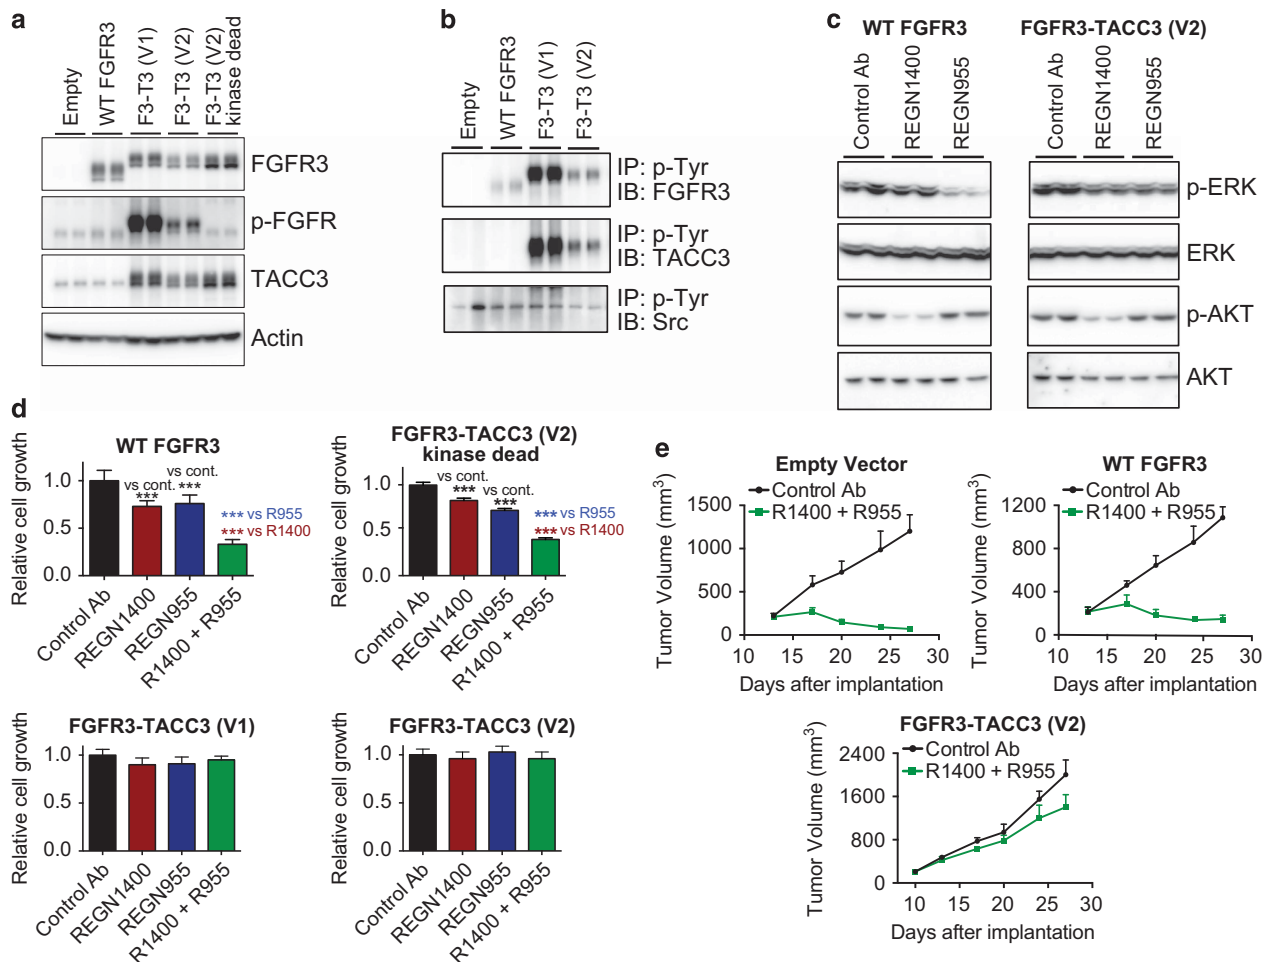 a
Empty
WT FGFR3
F3-T3 (V1)
F3-T3 (V2)
F3-T3 (V2)
kinase dead
FGFR3
p-FGFR
TACC3
Actin
b
Empty
WT FGFR3
F3-T3 (V1)
F3-T3 (V2)
IP: p-Tyr
IB: FGFR3
IP: p-Tyr
IB: TACC3
IP: p-Tyr
IB: Src
c
WT FGFR3
FGFR3-TACC3 (V2)
Control Ab
REGN1400
REGN955
Control Ab
REGN1400
REGN955
p-ERK
ERK
p-AKT
AKT
d
WT FGFR3
Relative cell growth
1.0
0.5
0.0
vs cont.
***
vs cont.
***
*** vs R955
*** vs R1400
Control Ab
REGN1400
REGN955
R1400 + R955
FGFR3-TACC3 (V2)
kinase dead
Relative cell growth
1.0
0.5
0.0
vs cont.
***
vs cont.
***
*** vs R955
*** vs R1400
Control Ab
REGN1400
REGN955
R1400 + R955
FGFR3-TACC3 (V1)
Relative cell growth
1.0
0.5
0.0
Control Ab
REGN1400
REGN955
R1400 + R955
FGFR3-TACC3 (V2)
Relative cell growth
1.0
0.5
0.0
Control Ab
REGN1400
REGN955
R1400 + R955
e
Empty Vector
Control Ab
R1400 + R955
Tumor Volume (mm³)
1500
1000
500
0
10 15 20 25 30
Days after implantation
WT FGFR3
Control Ab
R1400 + R955
Tumor Volume (mm³)
1200
800
400
0
10 15 20 25 30
Days after implantation
FGFR3-TACC3 (V2)
Control Ab
R1400 + R955
Tumor Volume (mm³)
2400
1600
800
0
10 15 20 25 30
Days after implantation